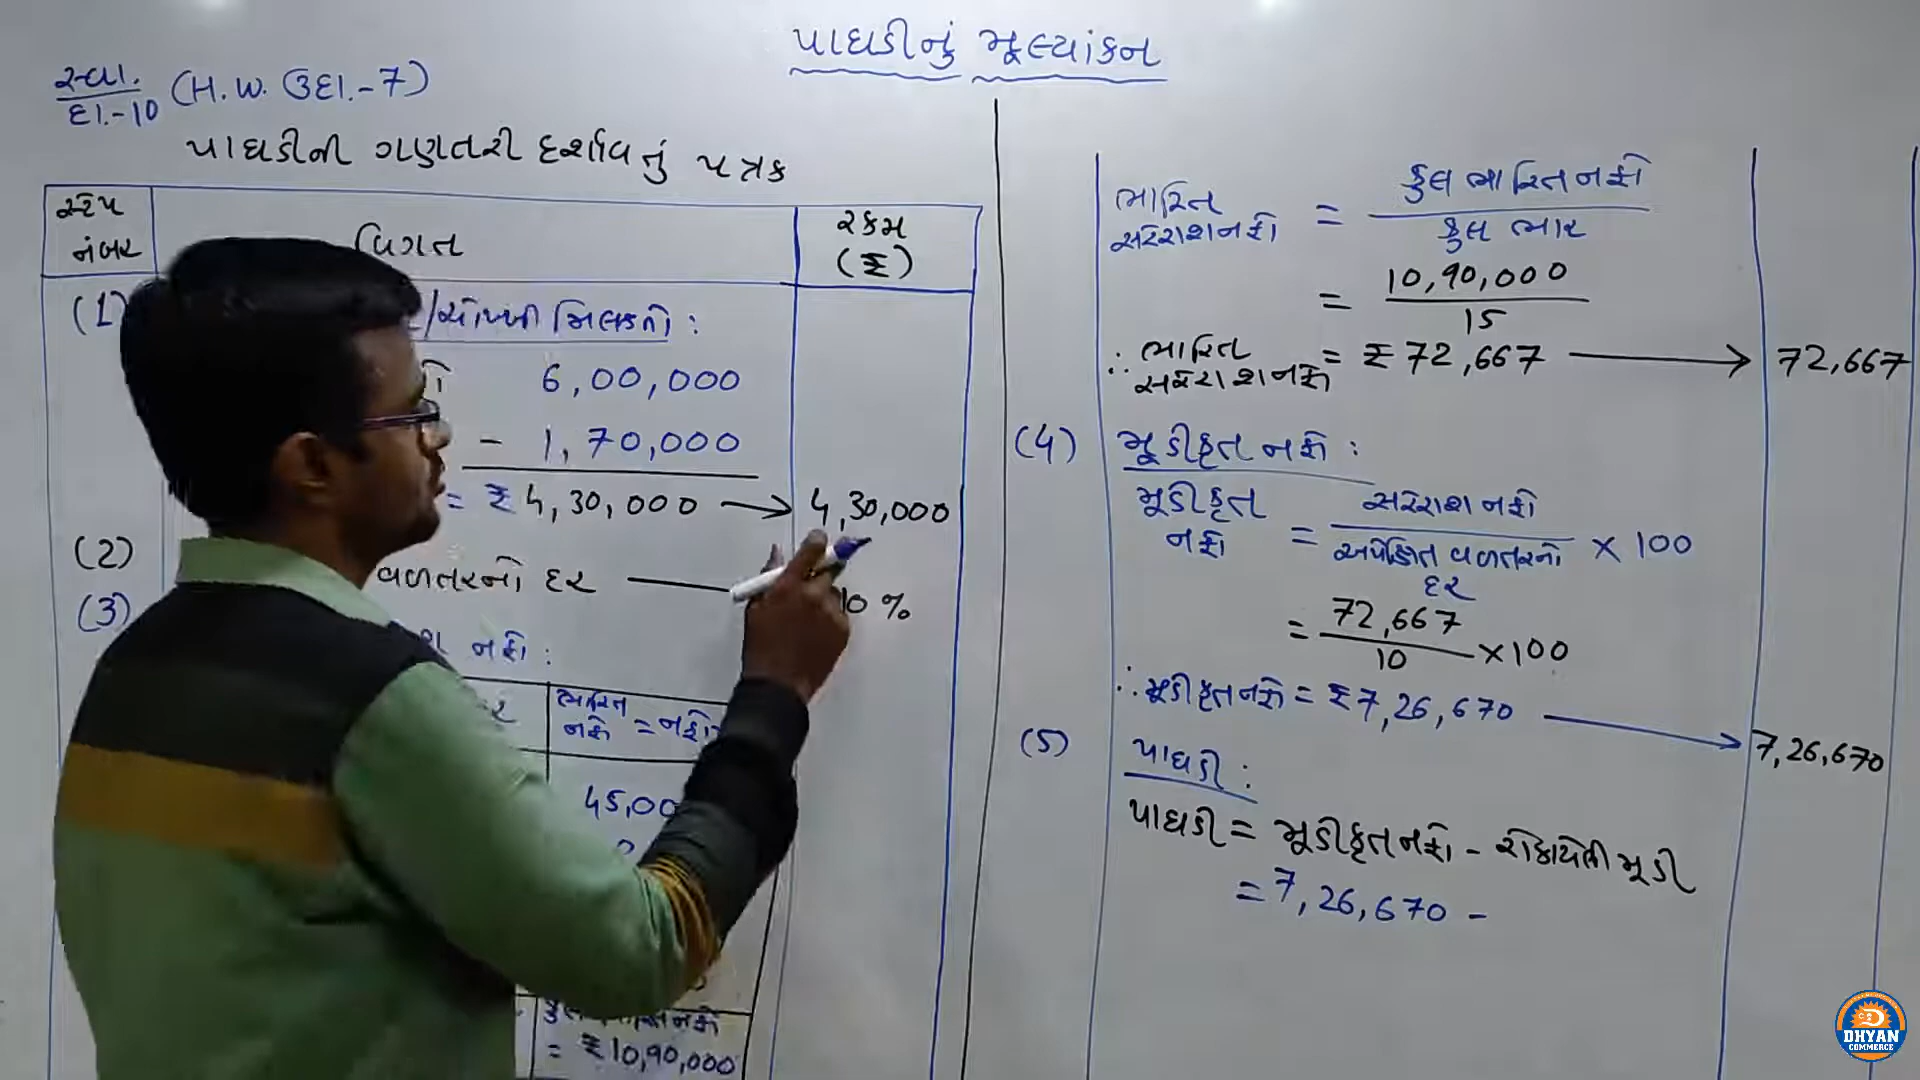 પાઘડીનું મૂલ્યાંકન
સ્વા.
દા.-10 (H.W. ઉદા.-7)
પાઘડીની ગણતરી દર્શાવતું પત્રક
સ્ટેપ નંબર
વિગત
રકમ (₹)
(1)
/ચોખ્ખી મિલકતો :
6,00,000
- 1,70,000
= ₹ 4,30,000 → 4,30,000
(2)
વળતરનો દર
10 %
(3)
નફો :
ભારિત નફો = નફો
45,00
કુલ ભારિત નફો
= ₹10,90,000
ભારિત સરેરાશ નફો = કુલ ભારિત નફો / કુલ ભાર
= 10,90,000 / 15
∴ ભારિત સરેરાશ નફો = ₹ 72,667 → 72,667
(4) મૂડીકૃત નફો :
મૂડીકૃત નફો = સરેરાશ નફો / અપેક્ષિત વળતરનો દર × 100
= 72,667 / 10 × 100
∴ મૂડીકૃત નફો = ₹ 7,26,670 → 7,26,670
(5) પાઘડી :
પાઘડી = મૂડીકૃત નફો - રોકાયેલી મૂડી
= 7,26,670 -
DHYAN
COMMERCE